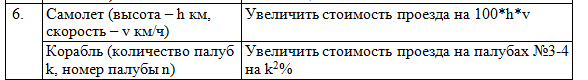 6. Самолет (высота – h км, Увеличить стоимость проезда на 100*h*v
скорость – v км/ч)
Корабль (количество палуб Увеличить стоимость проезда на палубах №3-4
k, номер палубы n) на k²%